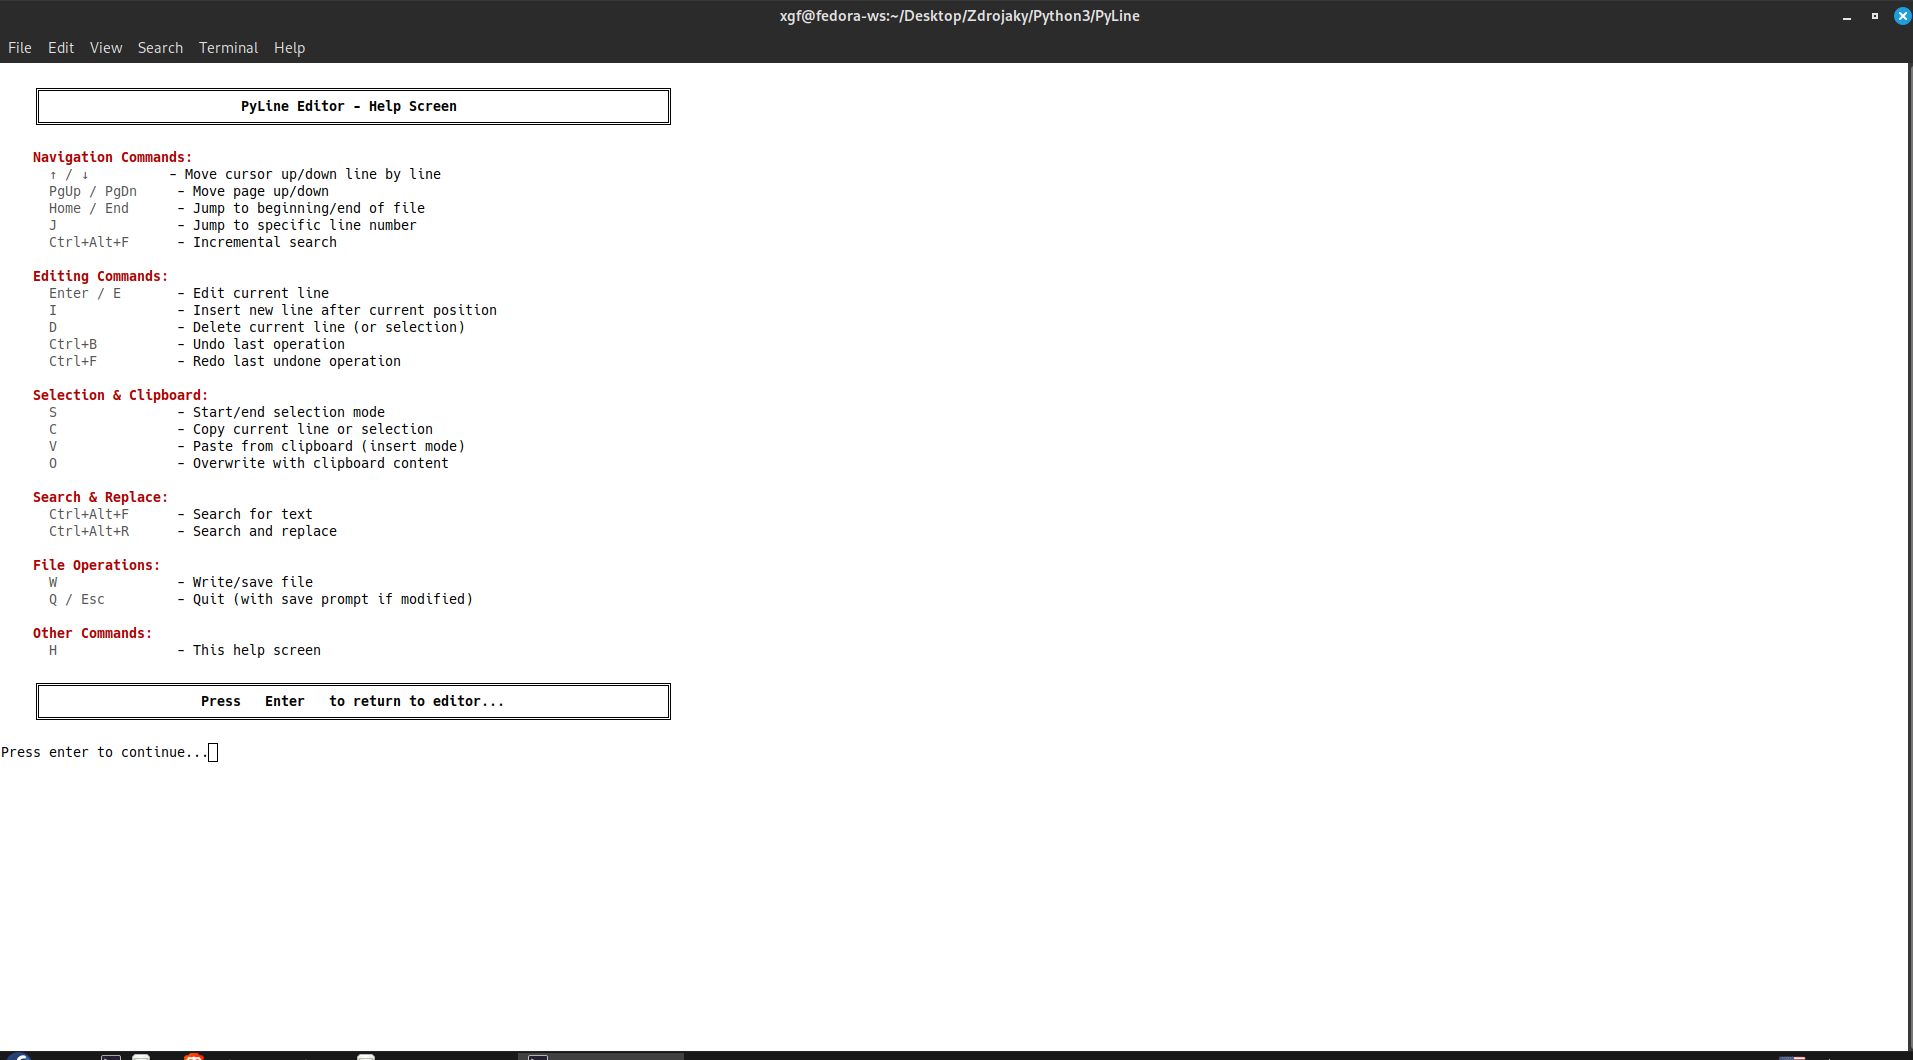 xgf@fedora-ws:~/Desktop/Zdrojaky/Python3/PyLine
File Edit View Search Terminal Help
PyLine Editor - Help Screen
Navigation Commands:
↑ / ↓ - Move cursor up/down line by line
PgUp / PgDn - Move page up/down
Home / End - Jump to beginning/end of file
J - Jump to specific line number
Ctrl+Alt+F - Incremental search
Editing Commands:
Enter / E - Edit current line
I - Insert new line after current position
D - Delete current line (or selection)
Ctrl+B - Undo last operation
Ctrl+F - Redo last undone operation
Selection & Clipboard:
S - Start/end selection mode
C - Copy current line or selection
V - Paste from clipboard (insert mode)
O - Overwrite with clipboard content
Search & Replace:
Ctrl+Alt+F - Search for text
Ctrl+Alt+R - Search and replace
File Operations:
W - Write/save file
Q / Esc - Quit (with save prompt if modified)
Other Commands:
H - This help screen
Press Enter to return to editor...
Press enter to continue...